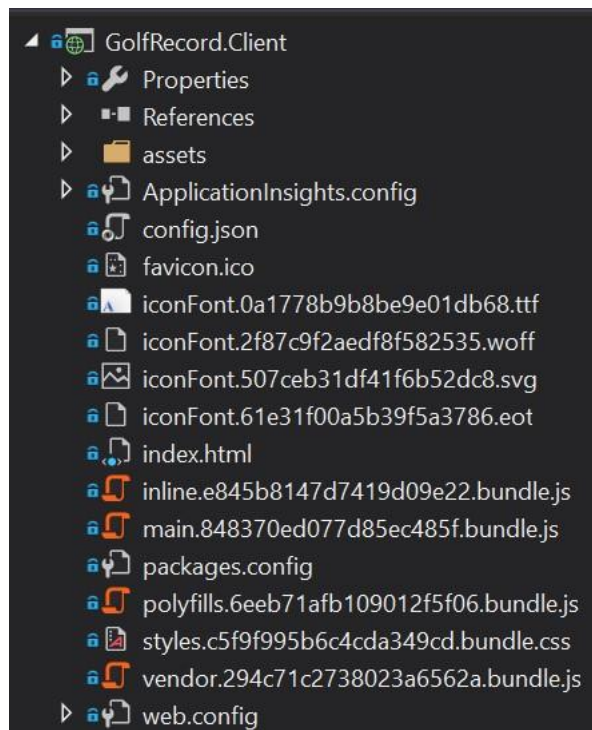 GolfRecord.Client
Properties
References
assets
ApplicationInsights.config
config.json
favicon.ico
iconFont.0a1778b9b8be9e01db68.ttf
iconFont.2f87c9f2aedf8f582535.woff
iconFont.507ceb31df41f6b52dc8.svg
iconFont.61e31f00a5b39f5a3786.eot
index.html
inline.e845b8147d7419d09e22.bundle.js
main.848370ed077d85ec485f.bundle.js
packages.config
polyfills.6eeb71afb109012f5f06.bundle.js
styles.c5f9f995b6c4cda349cd.bundle.css
vendor.294c71c2738023a6562a.bundle.js
web.config